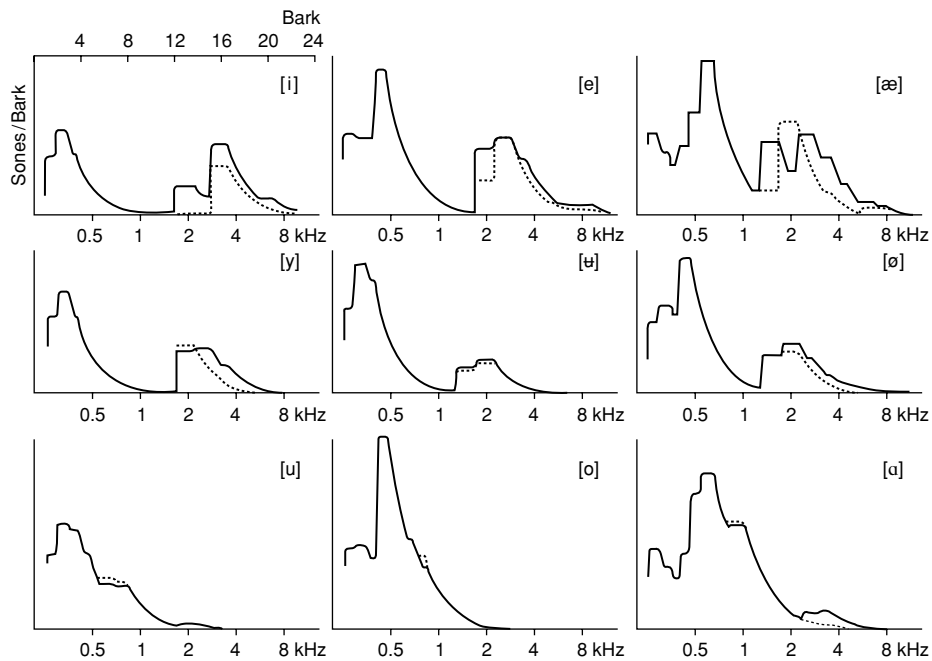 Bark
4 8 12 16 20 24
Sones/Bark
[i] [e] [æ]
0.5 1 2 4 8 kHz 0.5 1 2 4 8 kHz 0.5 1 2 4 8 kHz
[y] [ʉ] [ø]
0.5 1 2 4 8 kHz 0.5 1 2 4 8 kHz 0.5 1 2 4 8 kHz
[u] [o] [ɑ]
0.5 1 2 4 8 kHz 0.5 1 2 4 8 kHz 0.5 1 2 4 8 kHz